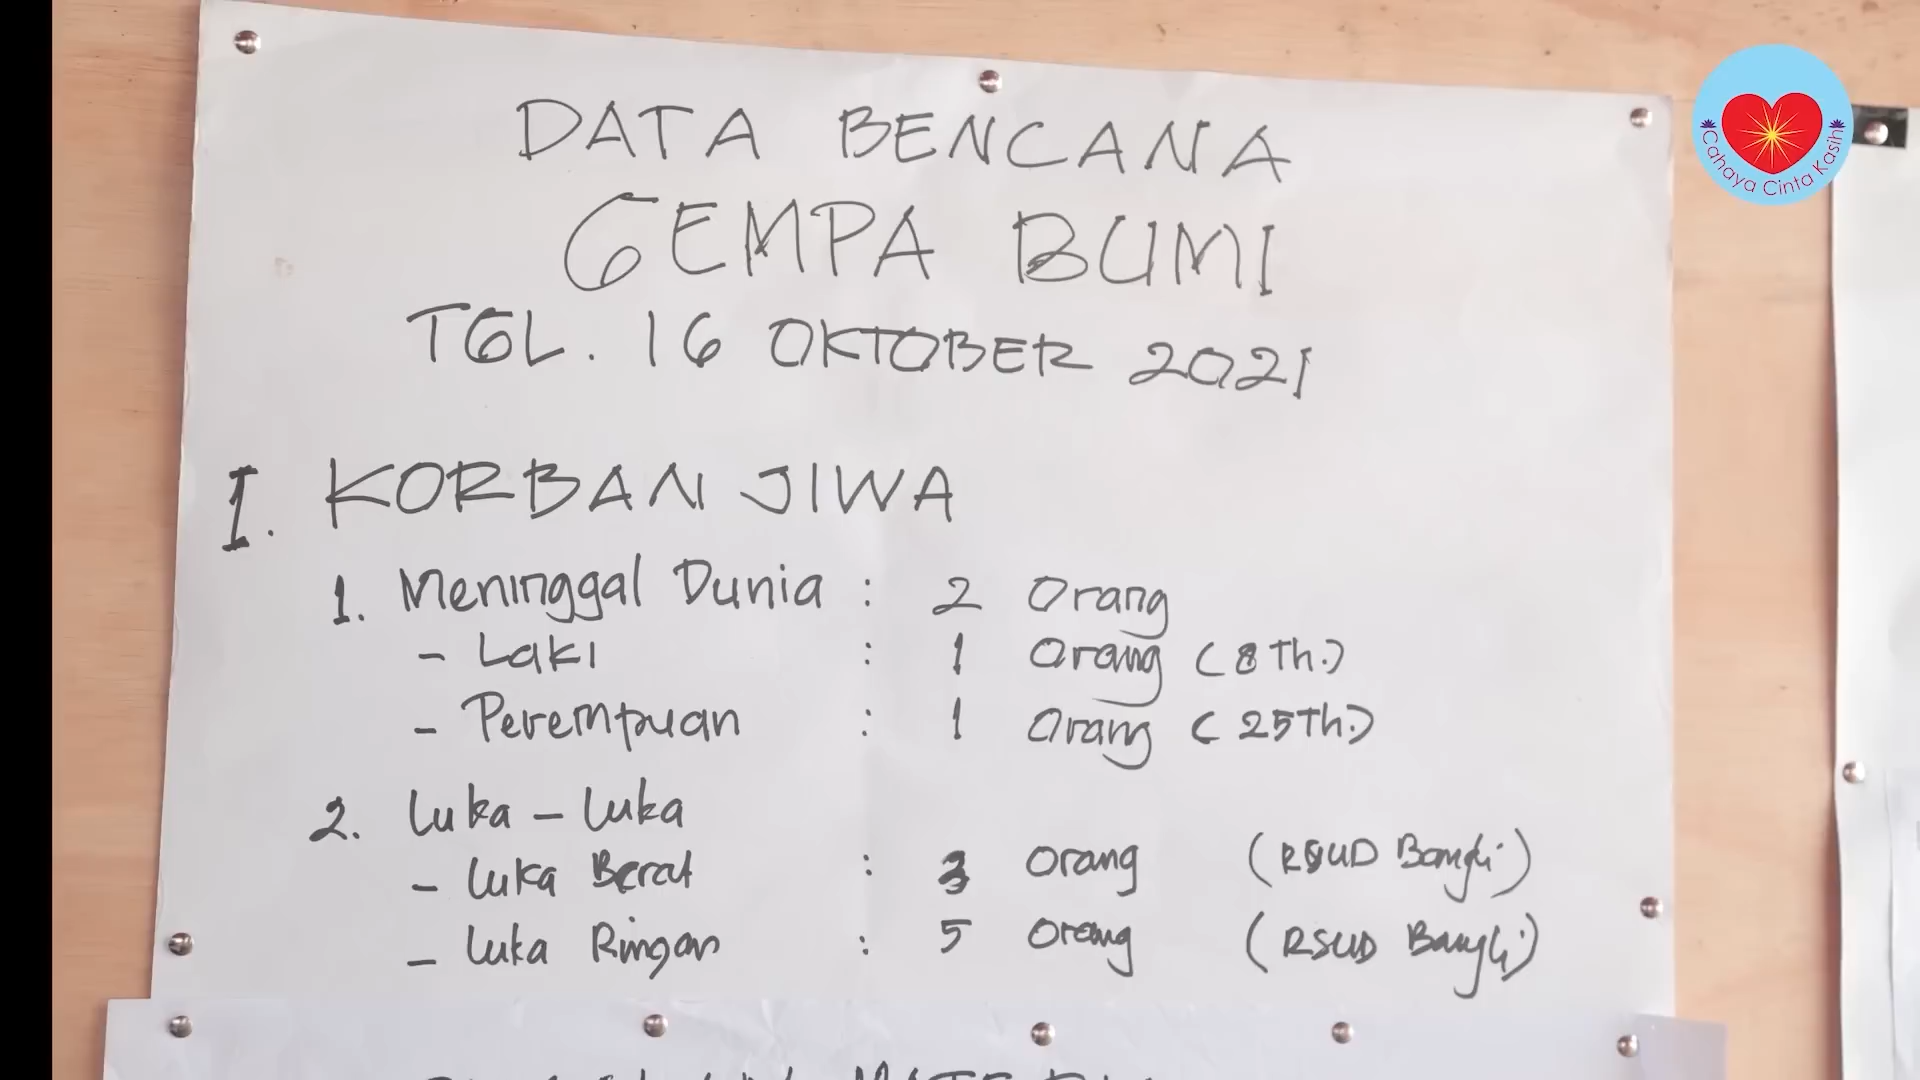 DATA BENCANA
GEMPA BUMI
TGL. 16 OKTOBER 2021
I. KORBAN JIWA
1. Meninggal Dunia : 2 Orang
- Laki : 1 Orang (8 Th.)
- Perempuan : 1 Orang (25 Th.)
2. Luka - Luka
- Luka Berat : 3 Orang (RSUD Bangli)
- Luka Ringan : 5 Orang (RSUD Bangli)
Cahaya Cinta Kasih